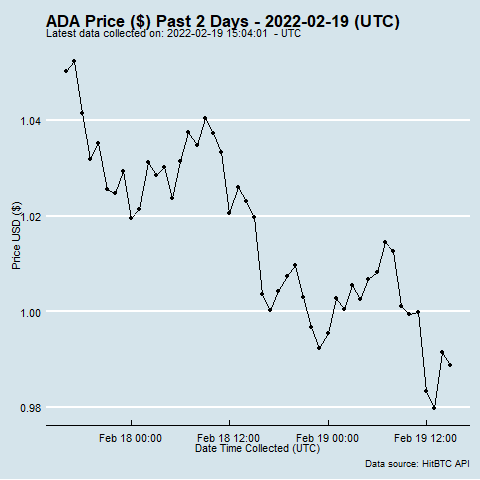 ADA Price ($) Past 2 Days - 2022-02-19 (UTC)
Latest data collected on: 2022-02-19 15:04:01 - UTC
1.04
1.02
1.00
0.98
Price USD ($)
Feb 18 00:00 Feb 18 12:00 Feb 19 00:00 Feb 19 12:00
Date Time Collected (UTC)
Data source: HitBTC API